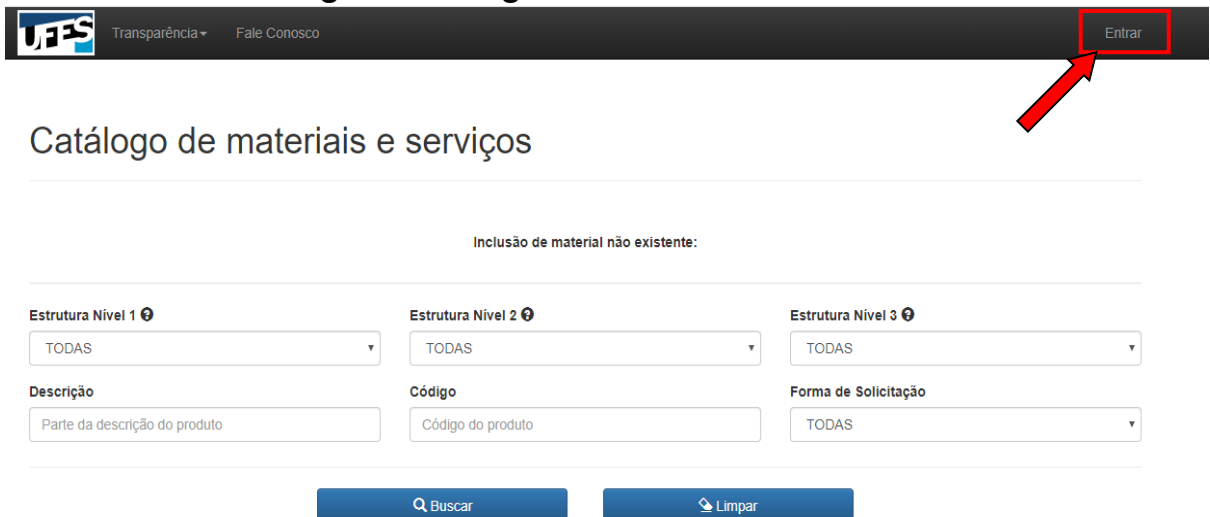 UFES Transparência Fale Conosco Entrar
Catálogo de materiais e serviços
Inclusão de material não existente:
Estrutura Nível 1 Estrutura Nível 2 Estrutura Nível 3
TODAS TODAS TODAS
Descrição Código Forma de Solicitação
Parte da descrição do produto Código do produto TODAS
Buscar Limpar